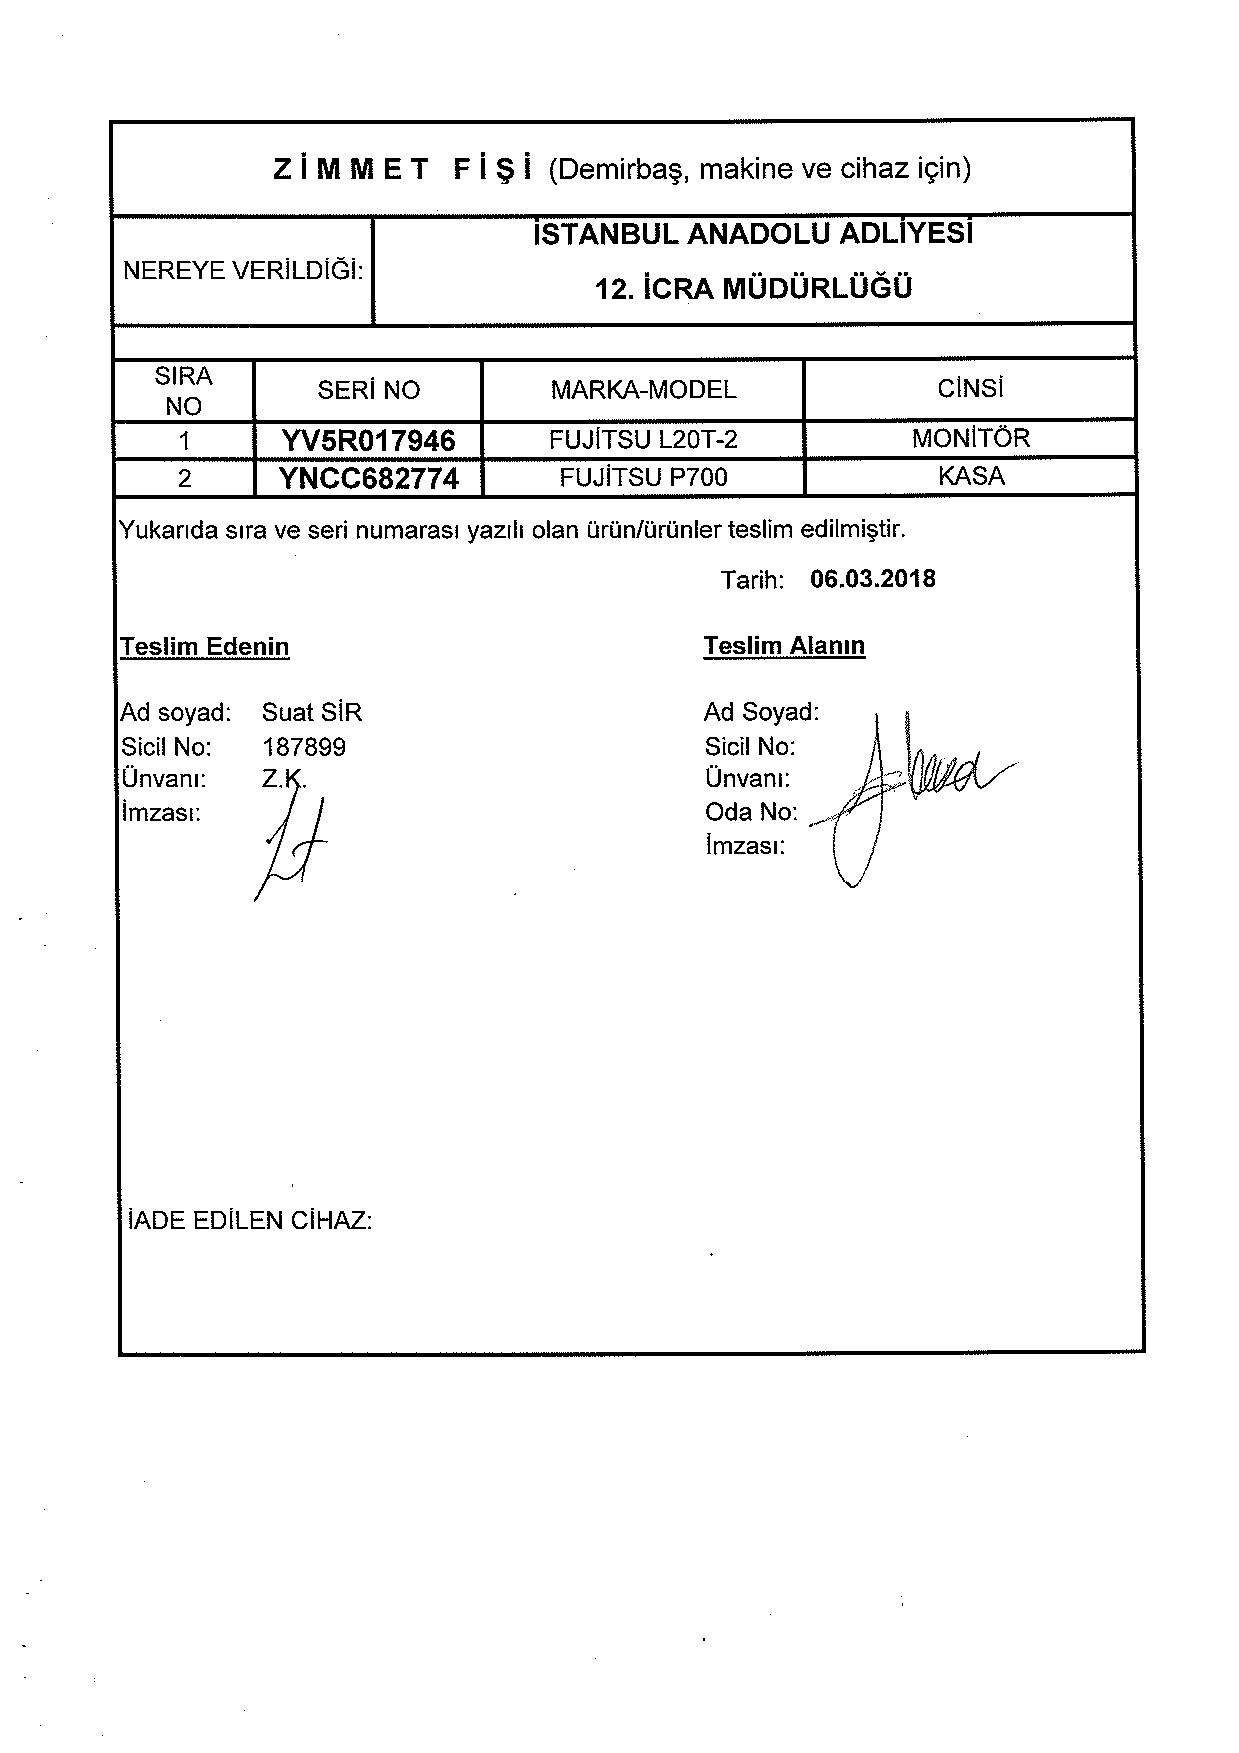 ZİMMET FİŞİ (Demirbaş, makine ve cihaz için)
NEREYE VERİLDİĞİ:
İSTANBUL ANADOLU ADLİYESİ
12. İCRA MÜDÜRLÜĞÜ
SIRA NO SERİ NO MARKA-MODEL CİNSİ
1 YV5R017946 FUJİTSU L20T-2 MONİTÖR
2 YNCC682774 FUJİTSU P700 KASA
Yukarıda sıra ve seri numarası yazılı olan ürün/ürünler teslim edilmiştir.
Tarih: 06.03.2018
Teslim Edenin Teslim Alanın
Ad soyad: Suat SİR Ad Soyad:
Sicil No: 187899 Sicil No:
Ünvanı: Z.K. Ünvanı:
İmzası: Oda No:
İmzası:
İADE EDİLEN CİHAZ: